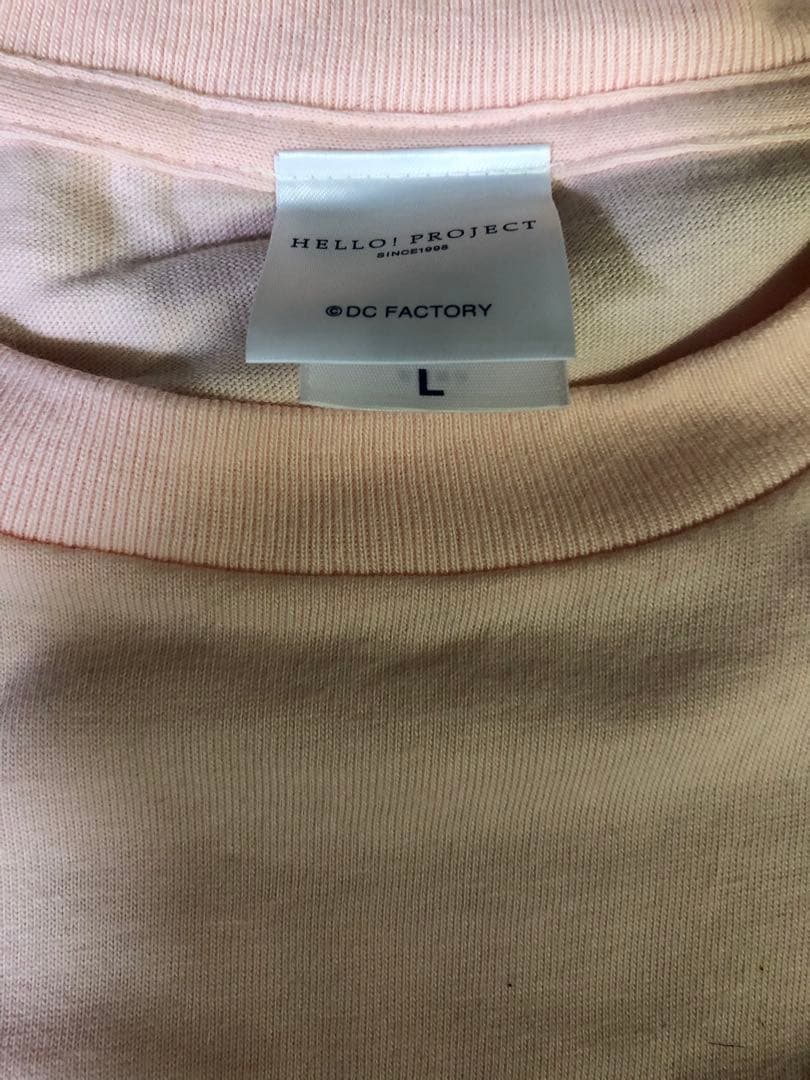 HELLO! PROJECT
SINCE1998
©DC FACTORY
L